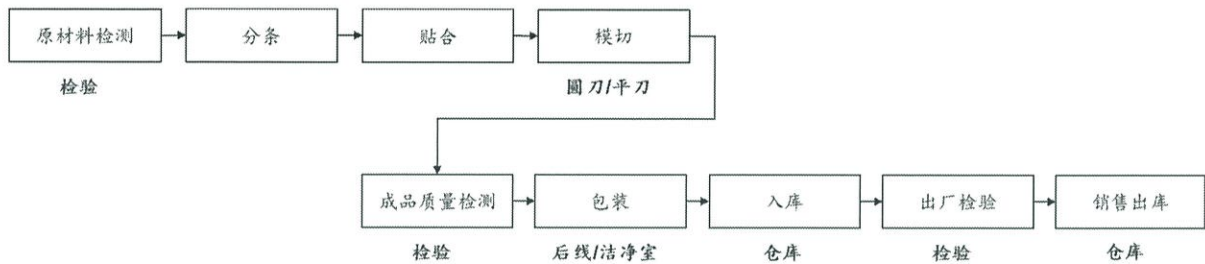 原材料检测
分条
贴合
模切
检验
圆刀/平刀
成品质量检测
包装
入库
出厂检验
销售出库
检验
后线/洁净室
仓库
检验
仓库